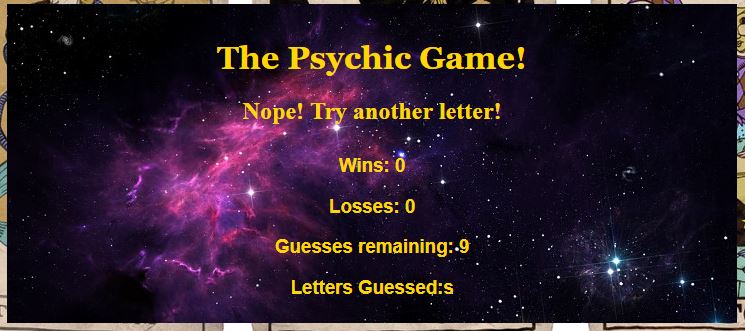 The Psychic Game!
Nope! Try another letter!
Wins: 0
Losses: 0
Guesses remaining: 9
Letters Guessed:s